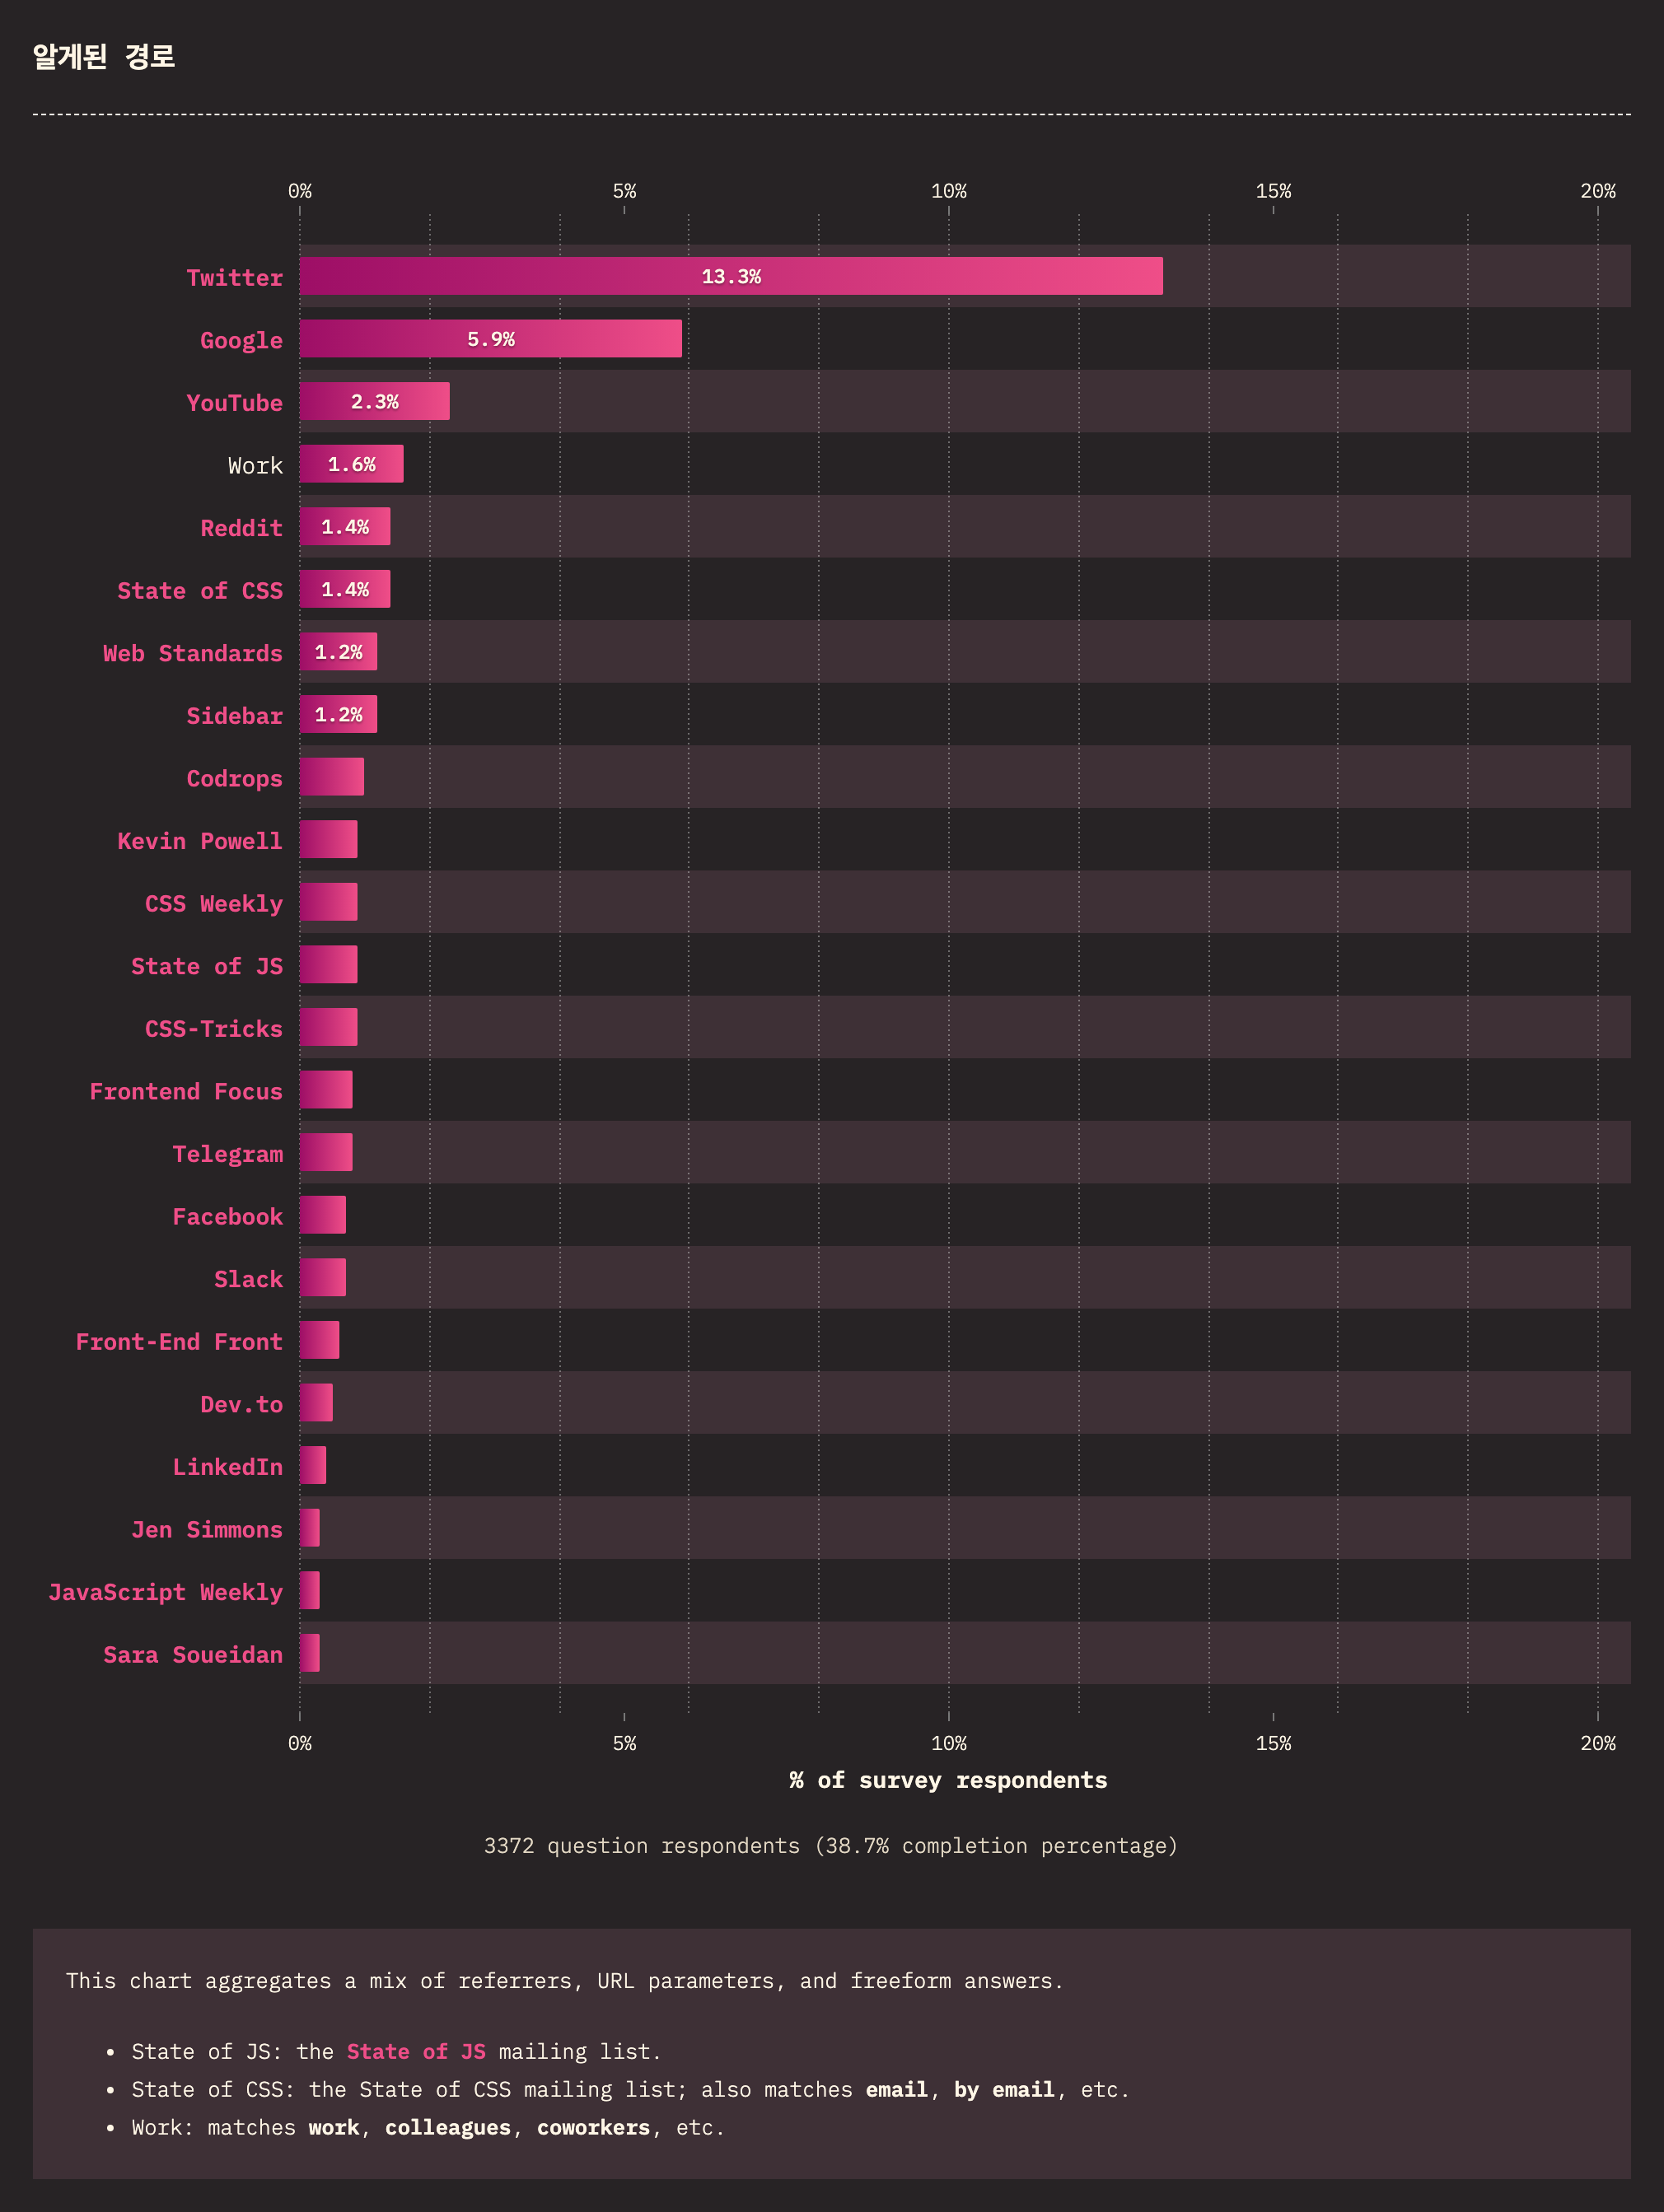 알게된 경로
0% 5% 10% 15% 20%
Twitter 13.3%
Google 5.9%
YouTube 2.3%
Work 1.6%
Reddit 1.4%
State of CSS 1.4%
Web Standards 1.2%
Sidebar 1.2%
Codrops
Kevin Powell
CSS Weekly
State of JS
CSS-Tricks
Frontend Focus
Telegram
Facebook
Slack
Front-End Front
Dev.to
LinkedIn
Jen Simmons
JavaScript Weekly
Sara Soueidan
0% 5% 10% 15% 20%
% of survey respondents
3372 question respondents (38.7% completion percentage)
This chart aggregates a mix of referrers, URL parameters, and freeform answers.
• State of JS: the State of JS mailing list.
• State of CSS: the State of CSS mailing list; also matches email, by email, etc.
• Work: matches work, colleagues, coworkers, etc.